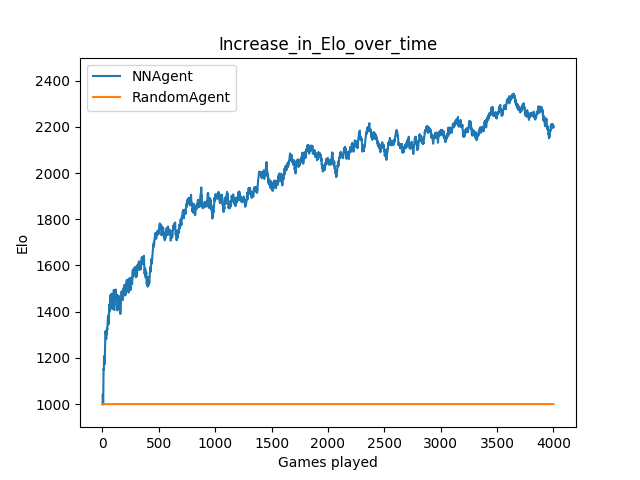 Increase_in_Elo_over_time
NNAgent
RandomAgent
2400
2200
2000
1800
1600
1400
1200
1000
Elo
0 500 1000 1500 2000 2500 3000 3500 4000
Games played